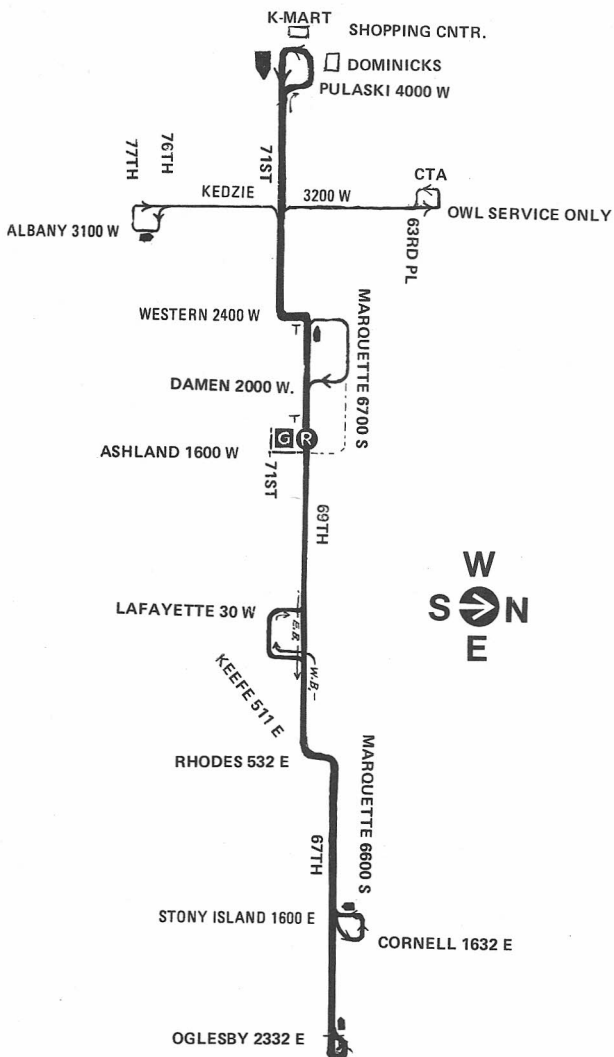 K-MART
SHOPPING CNTR.
DOMINICKS
PULASKI 4000 W
77TH
76TH
71ST
KEDZIE
3200 W
CTA
ALBANY 3100 W
63RD PL
OWL SERVICE ONLY
WESTERN 2400 W
T
MARQUETTE 6700 S
DAMEN 2000 W.
T
G R
ASHLAND 1600 W
71ST
69TH
W
S N
E
LAFAYETTE 30 W
E.B.
W.B.-
KEEFE 511 E
RHODES 532 E
MARQUETTE 6600 S
67TH
STONY ISLAND 1600 E
CORNELL 1632 E
OGLESBY 2332 E